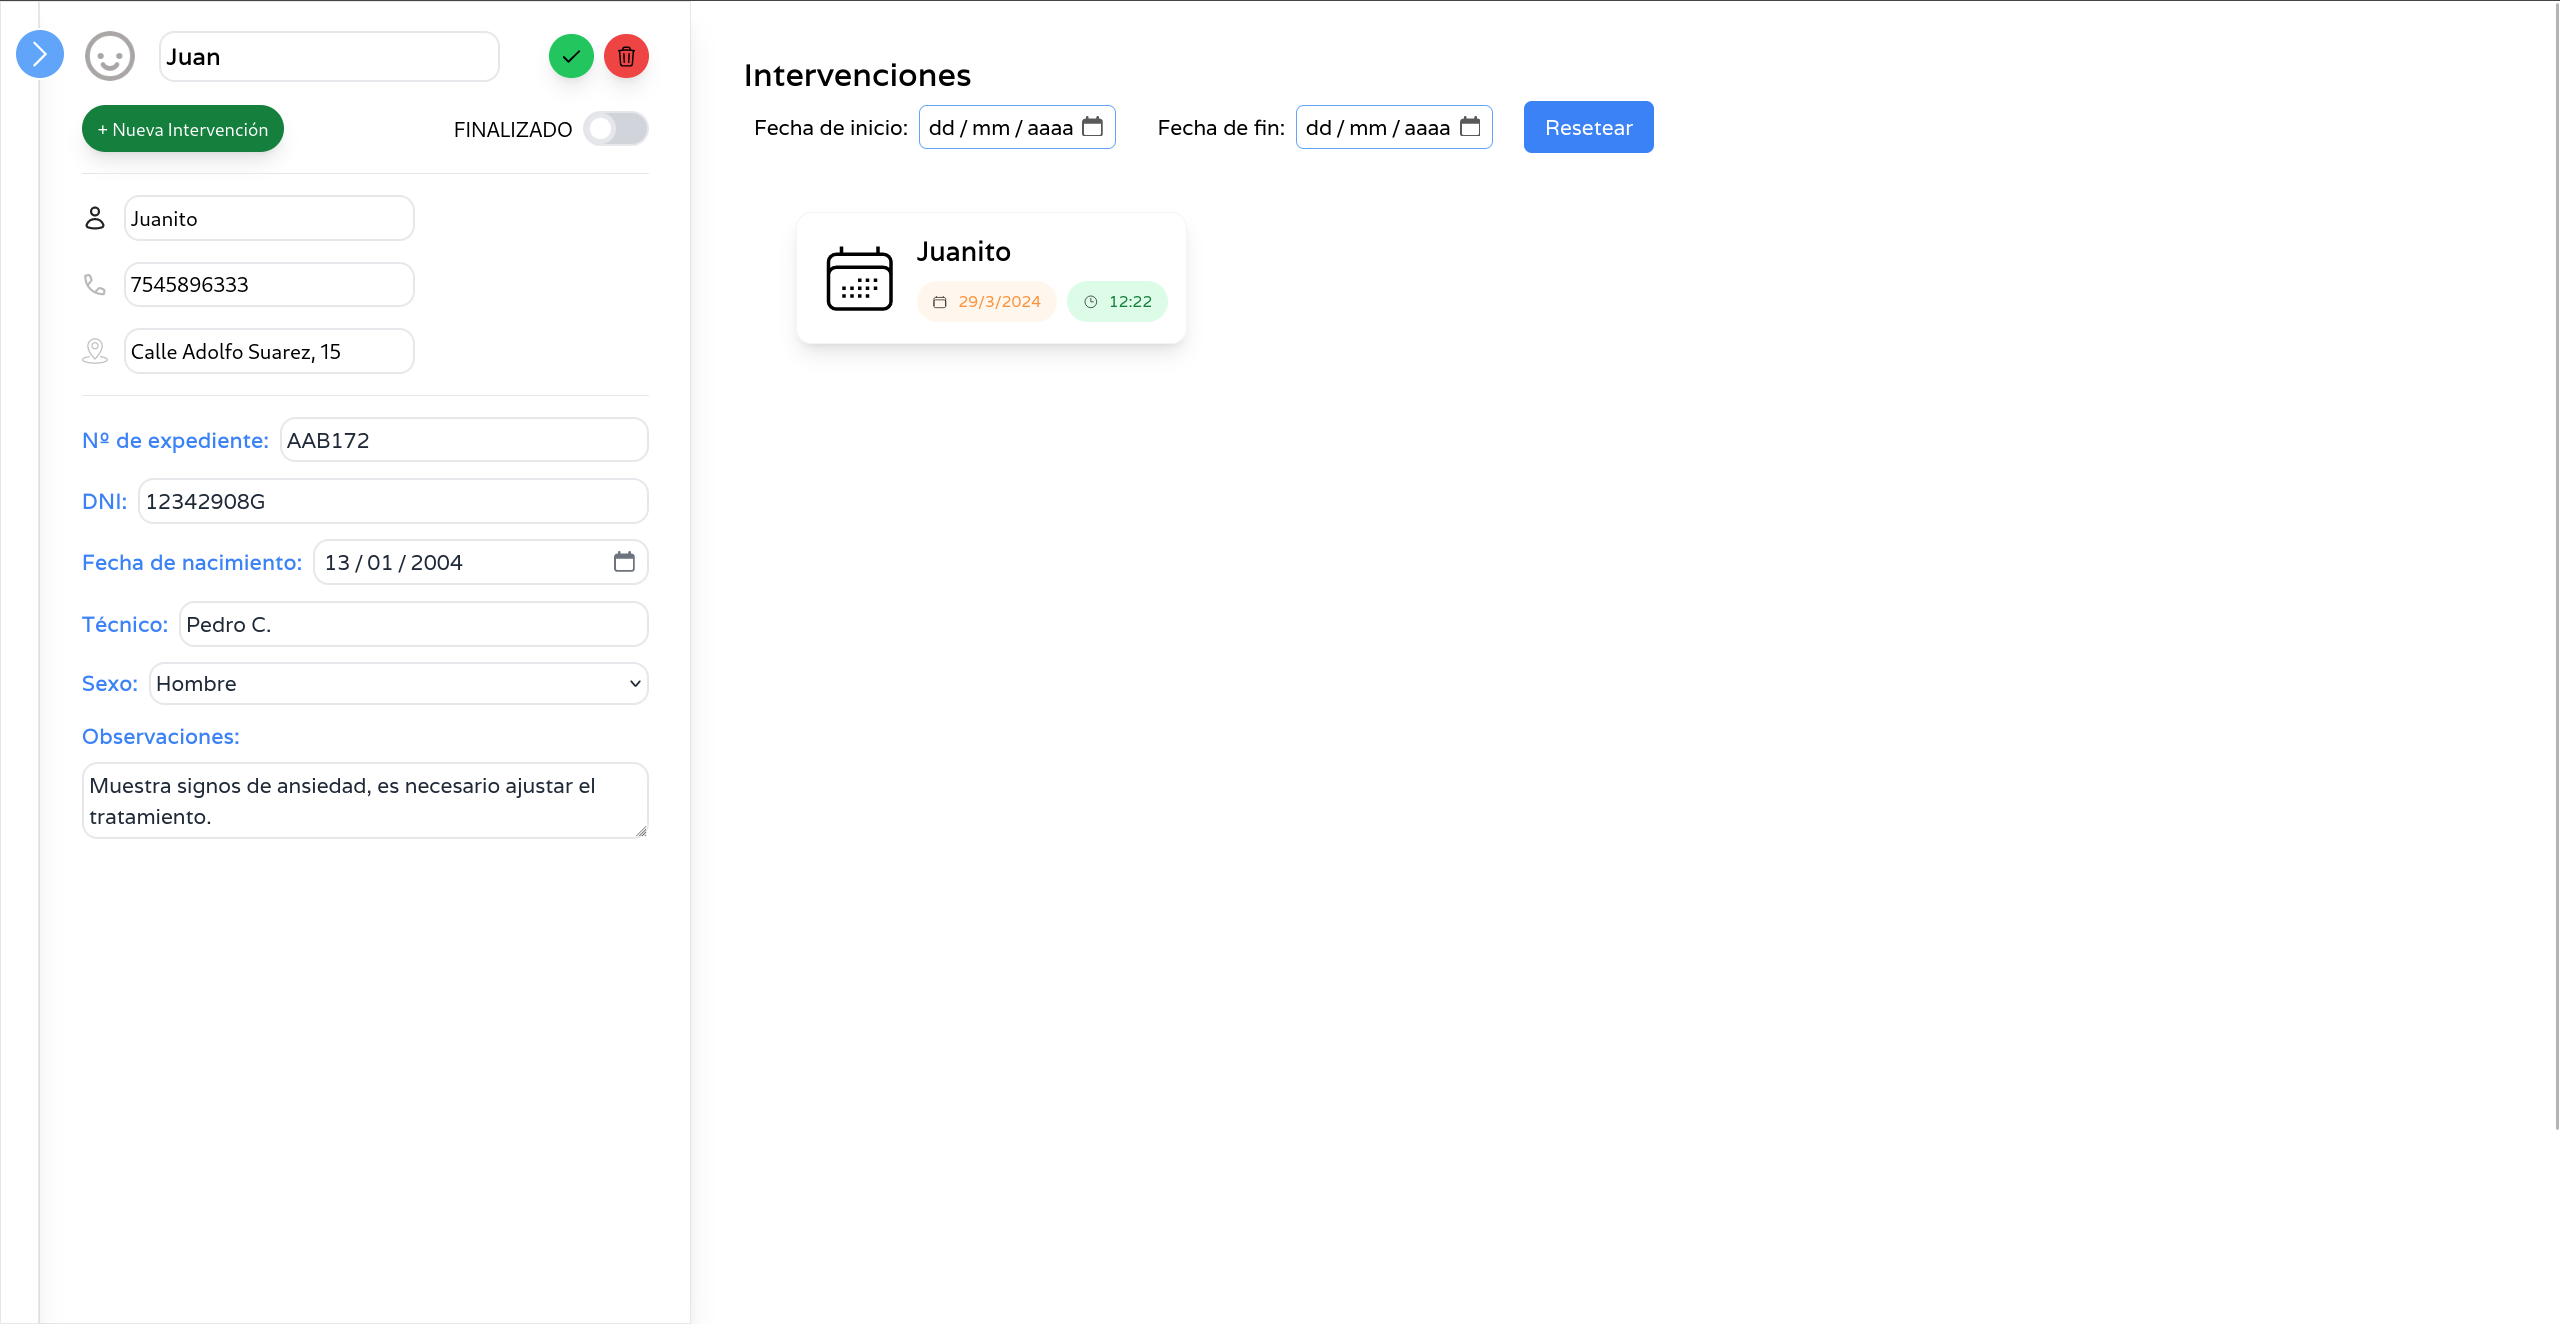 Juan
+ Nueva Intervención
FINALIZADO
Juanito
7545896333
Calle Adolfo Suarez, 15
Nº de expediente: AAB172
DNI: 12342908G
Fecha de nacimiento: 13 / 01 / 2004
Técnico: Pedro C.
Sexo: Hombre
Observaciones:
Muestra signos de ansiedad, es necesario ajustar el
tratamiento.
Intervenciones
Fecha de inicio: dd / mm / aaaa Fecha de fin: dd / mm / aaaa Resetear
Juanito
29/3/2024 12:22